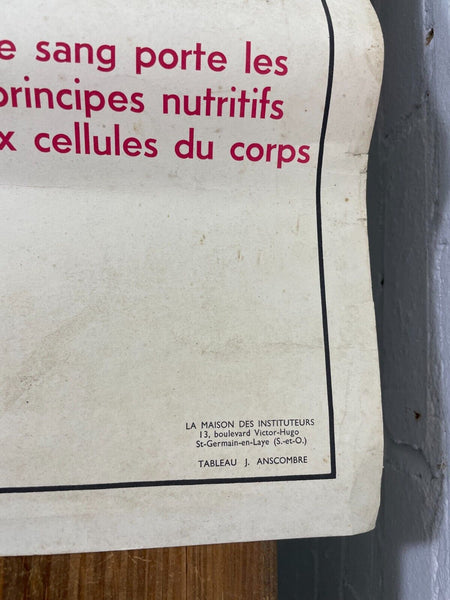 e sang porte les
principes nutritifs
x cellules du corps
LA MAISON DES INSTITUTEURS
13, boulevard Victor-Hugo
St-Germain-en-Laye (S.-et-O.)
TABLEAU J. ANSCOMBRE